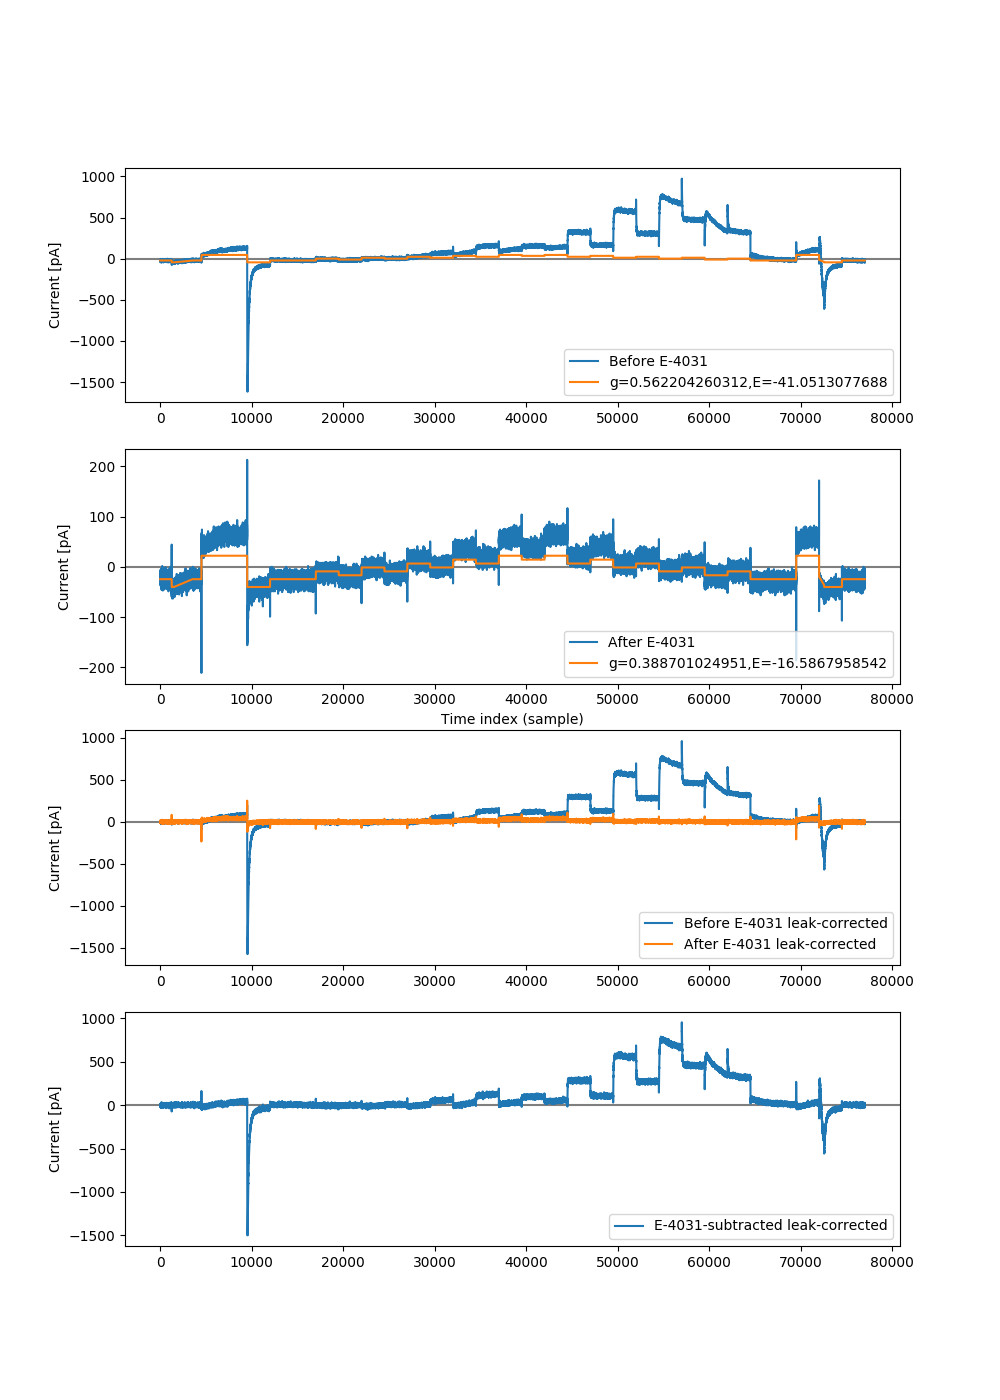 1000
500
0
−500
−1000
−1500
Current [pA]
Before E-4031
g=0.562204260312,E=-41.0513077688
0 10000 20000 30000 40000 50000 60000 70000 80000
200
100
0
−100
−200
Current [pA]
After E-4031
g=0.388701024951,E=-16.5867958542
0 10000 20000 30000 40000 50000 60000 70000 80000
Time index (sample)
1000
500
0
−500
−1000
−1500
Current [pA]
Before E-4031 leak-corrected
After E-4031 leak-corrected
0 10000 20000 30000 40000 50000 60000 70000 80000
1000
500
0
−500
−1000
−1500
Current [pA]
E-4031-subtracted leak-corrected
0 10000 20000 30000 40000 50000 60000 70000 80000